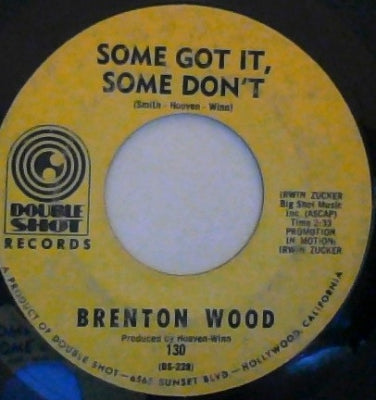 SOME GOT IT,
SOME DON'T
(Smith - Hooven - Winn)
DOUBLE
SHOT
RECORDS
IRWIN ZUCKER
Big Shot Music
Inc. (ASCAP)
Time 2:33
PROMOTION
IN MOTION:
IRWIN ZUCKER
BRENTON WOOD
Produced by Hooven-Winn
130
(DS-228)
A PRODUCT OF DOUBLE SHOT—6565 SUNSET BLVD—HOLLYWOOD CALIFORNIA